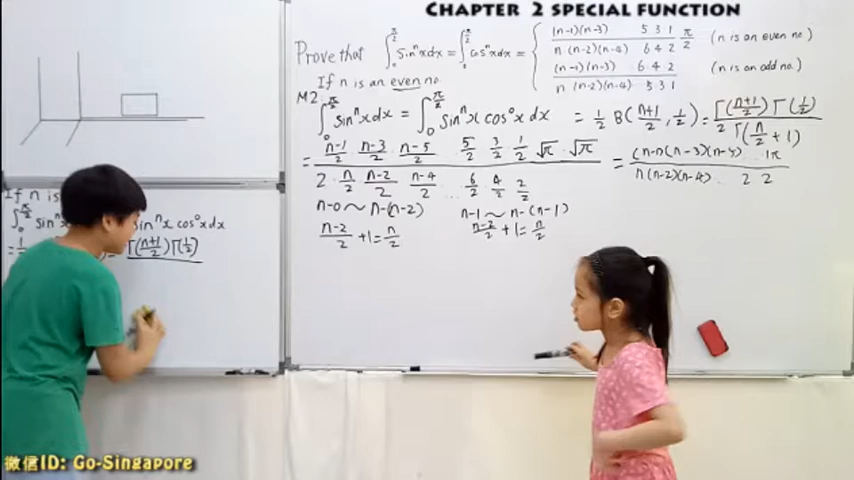 CHAPTER 2 SPECIAL FUNCTION
Prove that ∫₀^(π/2) sinⁿx dx = ∫₀^(π/2) cosⁿx dx = { (n-1)(n-3) 5 3 1 / n(n-2)(n-4) 6 4 2 π/2 (n is an even no)
(n-1)(n-3) 6 4 2 / n(n-2)(n-4) 5 3 1 (n is an odd no.)
If n is an even no.
M2
∫₀^(π/2) sinⁿx dx = ∫₀^(π/2) sinⁿx cos⁰x dx = 1/2 B(n+1/2, 1/2) = Γ(n+1/2) Γ(1/2) / 2 Γ(n/2 + 1)
= n-1/2 n-3/2 n-5/2 5/2 3/2 1/2 √π · √π / 2 · n/2 n-2/2 n-4/2 ... 6/2 4/2 2/2 = (n-1)(n-3)(n-5) ... 1π / n(n-2)(n-4) ... 2 2
n-0 ~ n-(n-2) n-1 ~ n-(n-1)
n-2/2 + 1 = n/2 n-2/2 + 1 = n/2
If n is
∫₀^(π/2) sinⁿ sinⁿx cos⁰x dx
= 1/ Γ(n+1/2) Γ(1/2)
微信ID: Go-Singapore